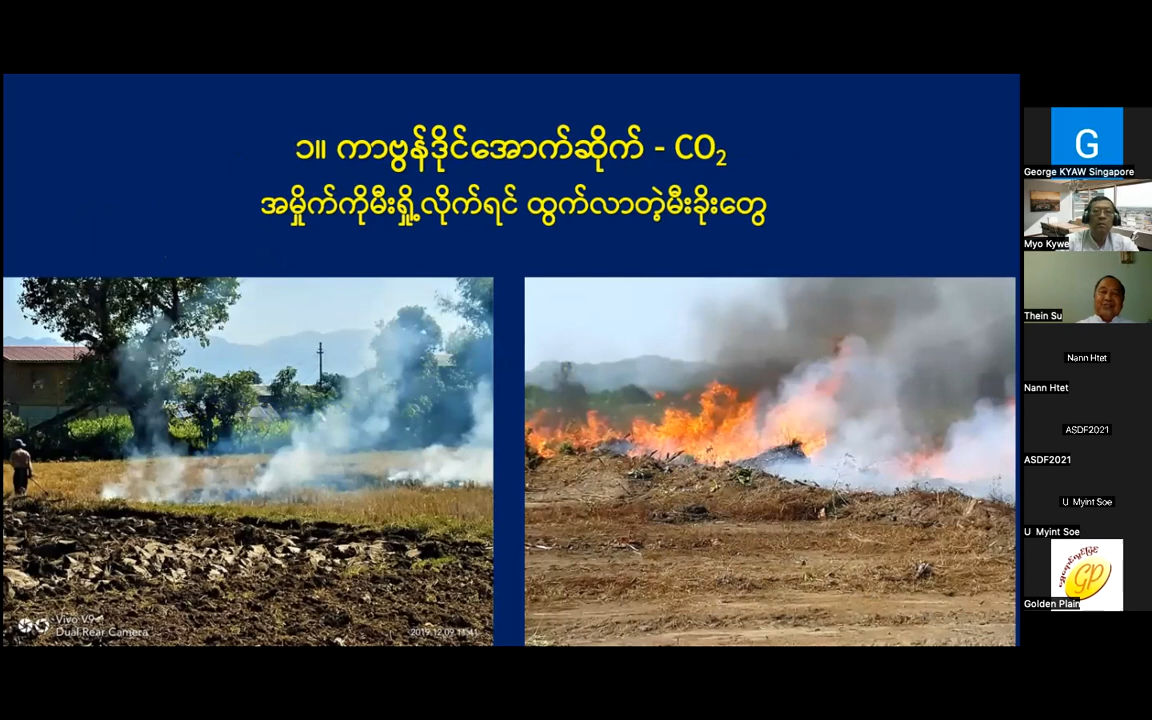 ၁။ ကာဗွန်ဒိုင်အောက်ဆိုက် - CO₂
အမှိုက်ကိုမီးရှို့လိုက်ရင် ထွက်လာတဲ့မီးခိုးတွေ
Vivo V9
Dual Rear Camera
2019.12.09 11:41
G
George KYAW Singapore
Myo Kywe
Thein Su
Nann Htet
Nann Htet
ASDF2021
ASDF2021
U Myint Soe
U Myint Soe
GP
Golden Plain